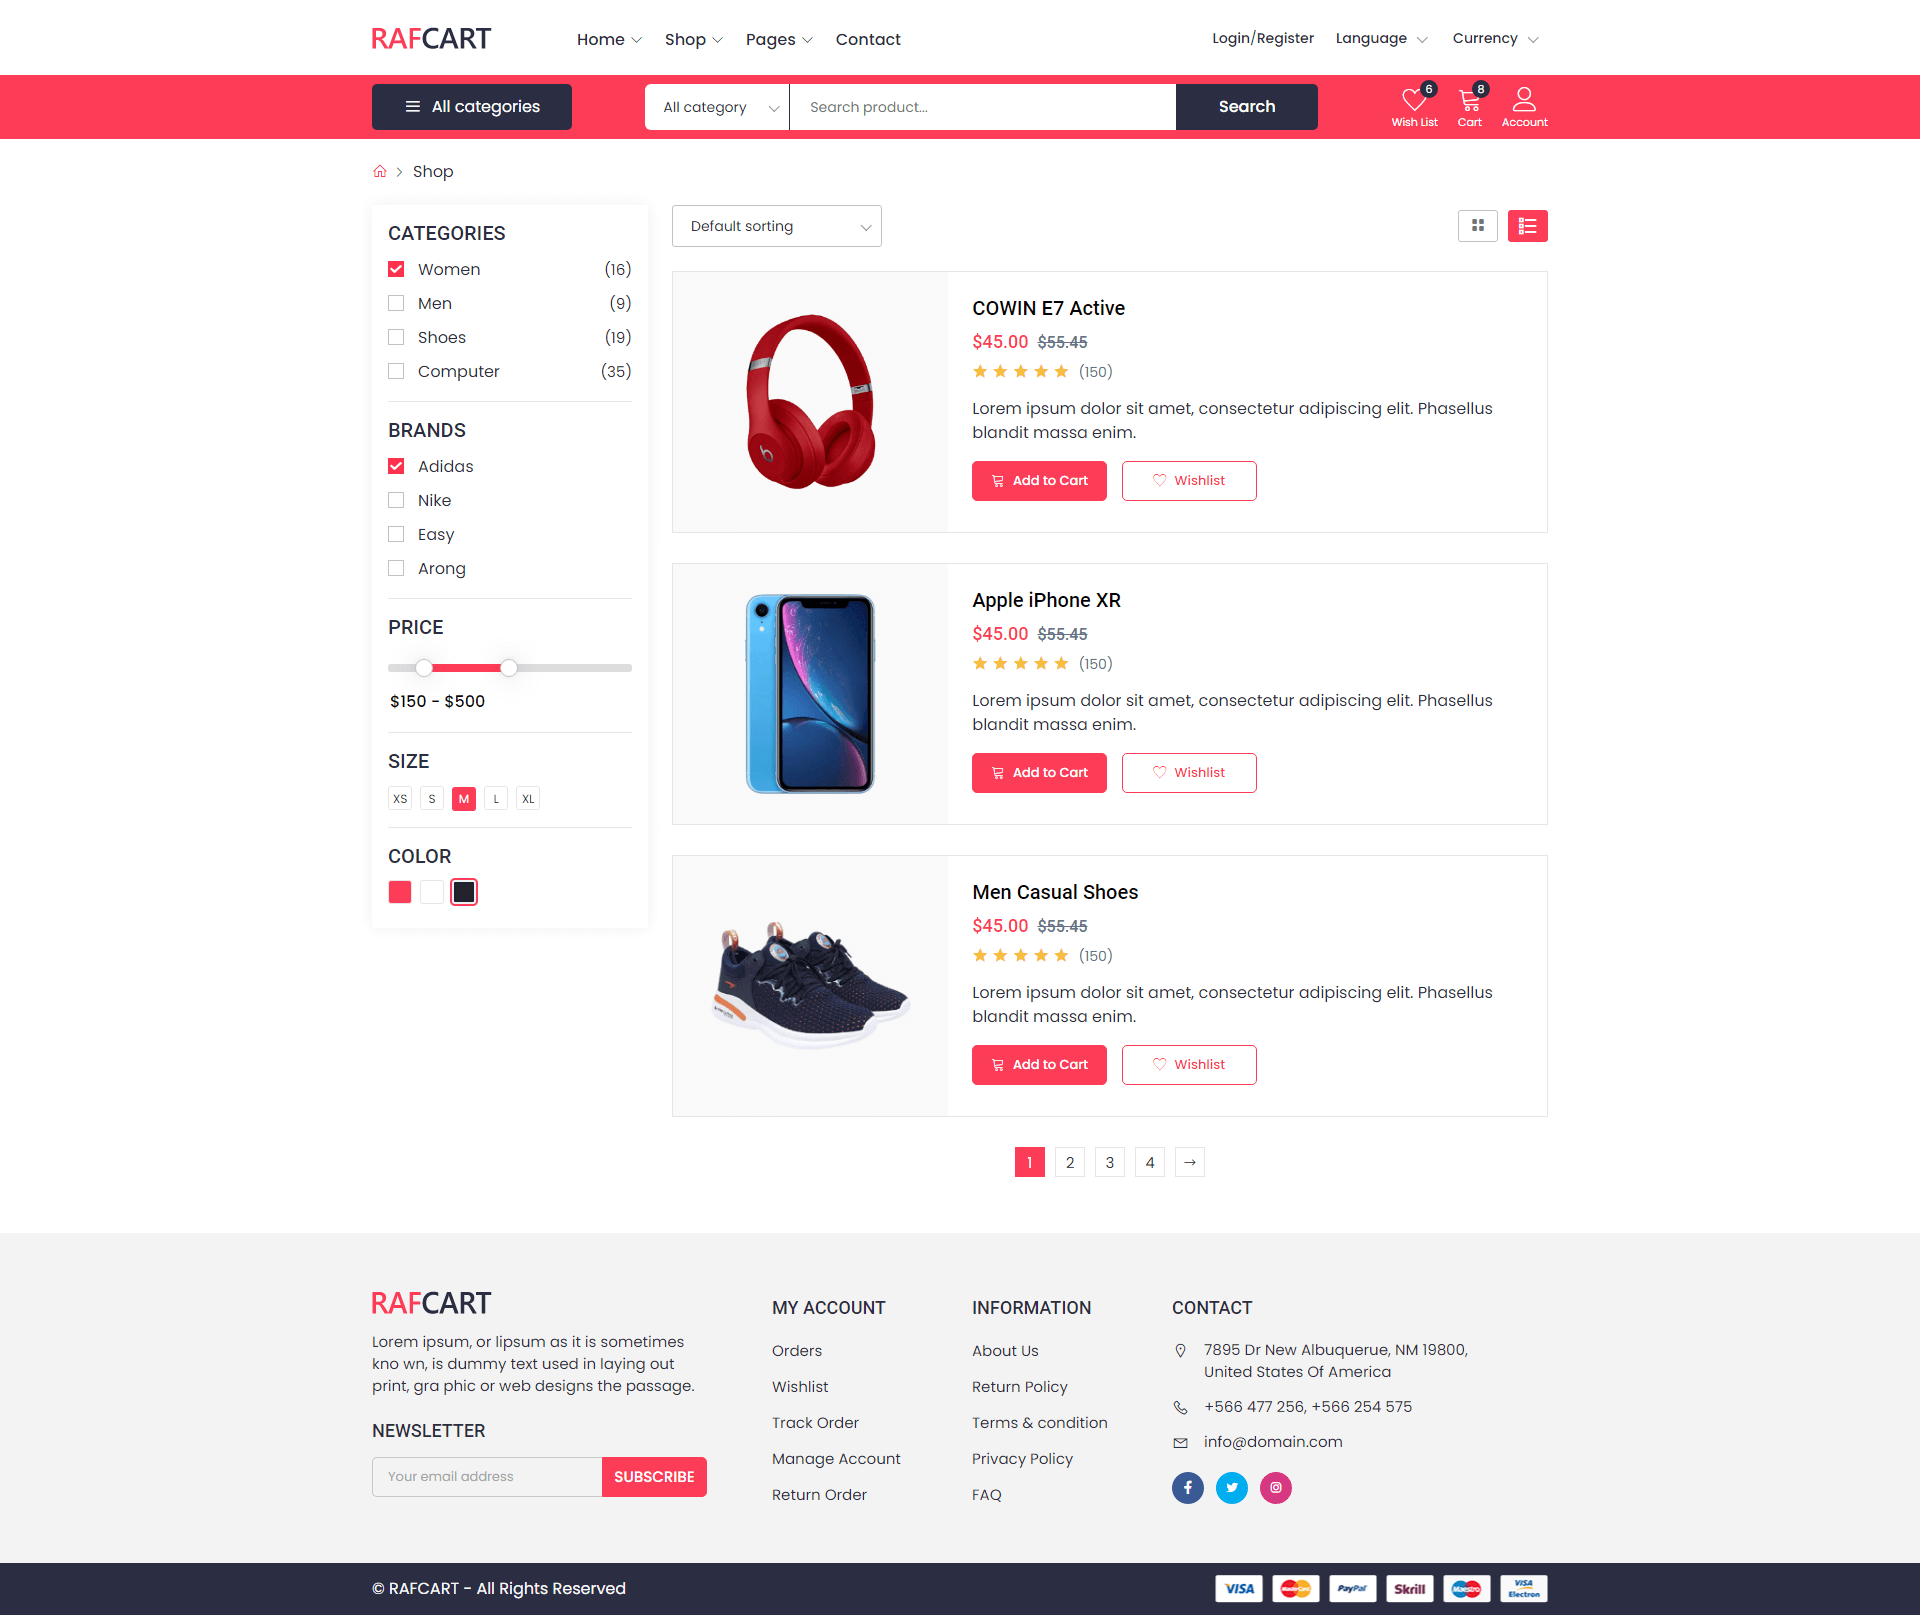 RAFCART
Home
Shop
Pages
Contact
Login/Register
Language
Currency
All categories
All category
Search product...
Search
6
Wish List
8
Cart
Account
Shop
CATEGORIES
Women (16)
Men (9)
Shoes (19)
Computer (35)
BRANDS
Adidas
Nike
Easy
Arong
PRICE
$150 - $500
SIZE
XS S M L XL
COLOR
Default sorting
COWIN E7 Active
$45.00 $55.45
(150)
Lorem ipsum dolor sit amet, consectetur adipiscing elit. Phasellus
blandit massa enim.
Add to Cart
Wishlist
Apple iPhone XR
$45.00 $55.45
(150)
Lorem ipsum dolor sit amet, consectetur adipiscing elit. Phasellus
blandit massa enim.
Add to Cart
Wishlist
Men Casual Shoes
$45.00 $55.45
(150)
Lorem ipsum dolor sit amet, consectetur adipiscing elit. Phasellus
blandit massa enim.
Add to Cart
Wishlist
1 2 3 4 →
RAFCART
Lorem ipsum, or lipsum as it is sometimes
kno wn, is dummy text used in laying out
print, gra phic or web designs the passage.
NEWSLETTER
Your email address
SUBSCRIBE
MY ACCOUNT
Orders
Wishlist
Track Order
Manage Account
Return Order
INFORMATION
About Us
Return Policy
Terms & condition
Privacy Policy
FAQ
CONTACT
7895 Dr New Albuquerue, NM 19800,
United States Of America
+566 477 256, +566 254 575
info@domain.com
© RAFCART - All Rights Reserved
VISA
MasterCard
PayPal
Skrill
Maestro
VISA
Electron